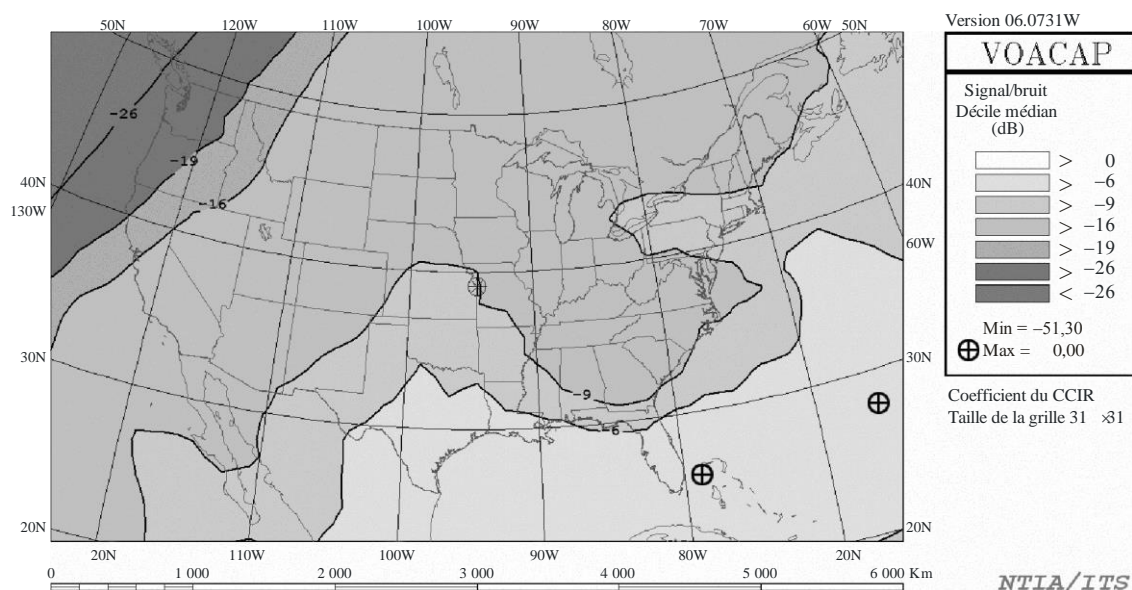 Version 06.0731W
50N 120W 110W 100W 90W 80W 70W 60W 50N
VOACAP
Signal/bruit
Décile médian
(dB)
> 0
> −6
> −9
> −16
> −19
> −26
< −26
Min = −51,30
Max = 0,00
Coefficient du CCIR
Taille de la grille 31 ×31
−26
−19
−16
−9
−6
40N
130W
30N
20N
40N
60W
30N
20N
20N 110W 100W 90W 80W 20N
0 1 000 2 000 3 000 4 000 5 000 6 000 Km
NTIA/ITS